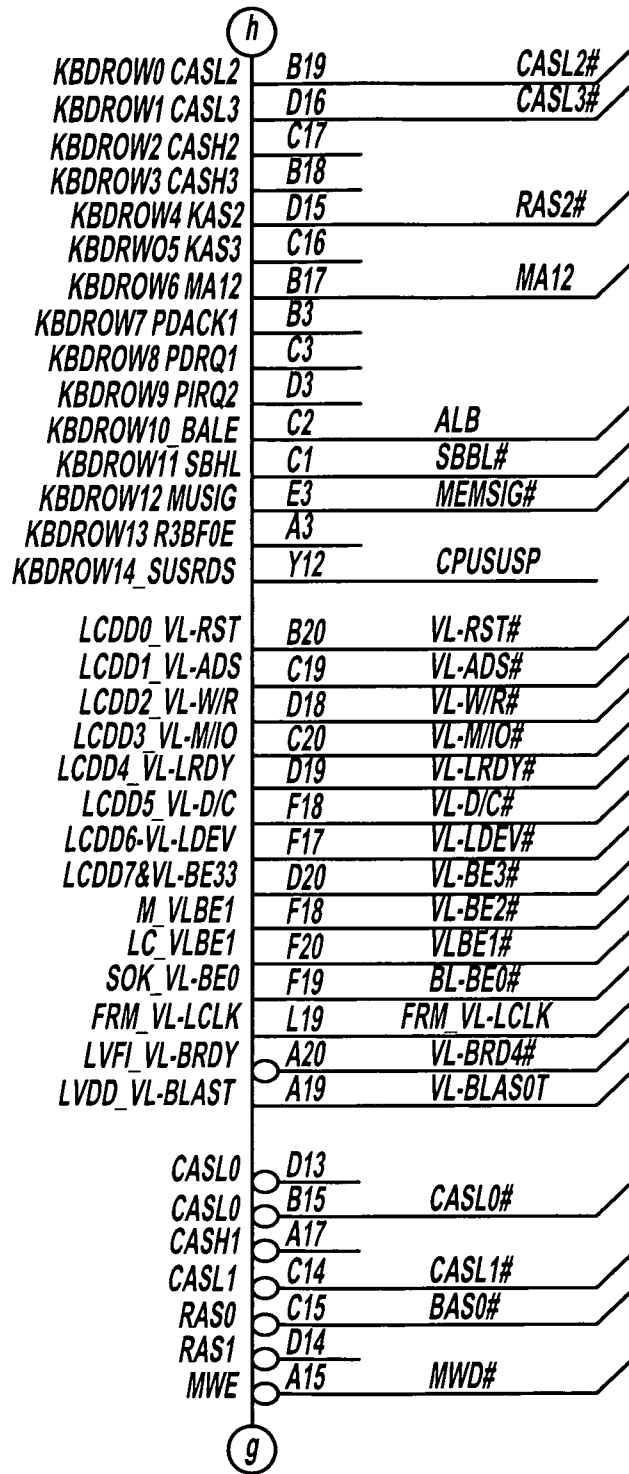 h
KBDROW0 CASL2 B19 CASL2#
KBDROW1 CASL3 D16 CASL3#
KBDROW2 CASH2 C17
KBDROW3 CASH3 B18
KBDROW4 KAS2 D15 RAS2#
KBDRWO5 KAS3 C16
KBDROW6 MA12 B17 MA12
KBDROW7 PDACK1 B3
KBDROW8 PDRQ1 C3
KBDROW9 PIRQ2 D3
KBDROW10_BALE C2 ALB
KBDROW11 SBHL C1 SBBL#
KBDROW12 MUSIG E3 MEMSIG#
KBDROW13 R3BF0E A3
KBDROW14_SUSRDS Y12 CPUSUSP
LCDD0_VL-RST B20 VL-RST#
LCDD1_VL-ADS C19 VL-ADS#
LCDD2_VL-W/R D18 VL-W/R#
LCDD3_VL-M/IO C20 VL-M/IO#
LCDD4_VL-LRDY D19 VL-LRDY#
LCDD5_VL-D/C F18 VL-D/C#
LCDD6-VL-LDEV F17 VL-LDEV#
LCDD7&VL-BE33 D20 VL-BE3#
M_VLBE1 F18 VL-BE2#
LC_VLBE1 F20 VLBE1#
SOK_VL-BE0 F19 BL-BE0#
FRM_VL-LCLK L19 FRM_VL-LCLK
LVFI_VL-BRDY A20 VL-BRD4#
LVDD_VL-BLAST A19 VL-BLAS0T
CASL0 D13
CASL0 B15 CASL0#
CASH1 A17
CASL1 C14 CASL1#
RAS0 C15 BAS0#
RAS1 D14
MWE A15 MWD#
g